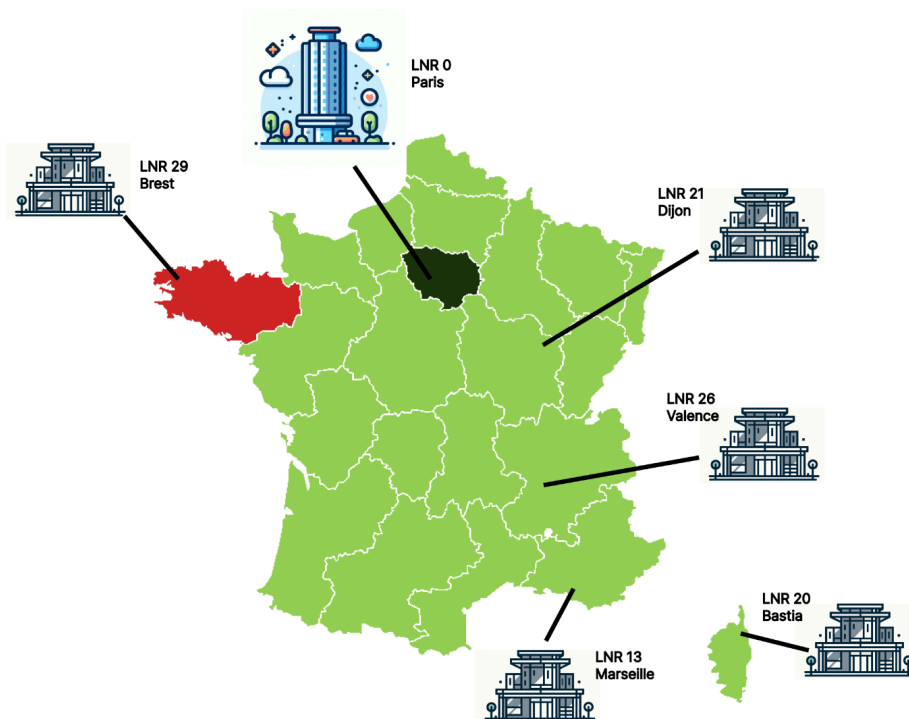 LNR 0
Paris
LNR 29
Brest
LNR 21
Dijon
LNR 26
Valence
LNR 20
Bastia
LNR 13
Marseille